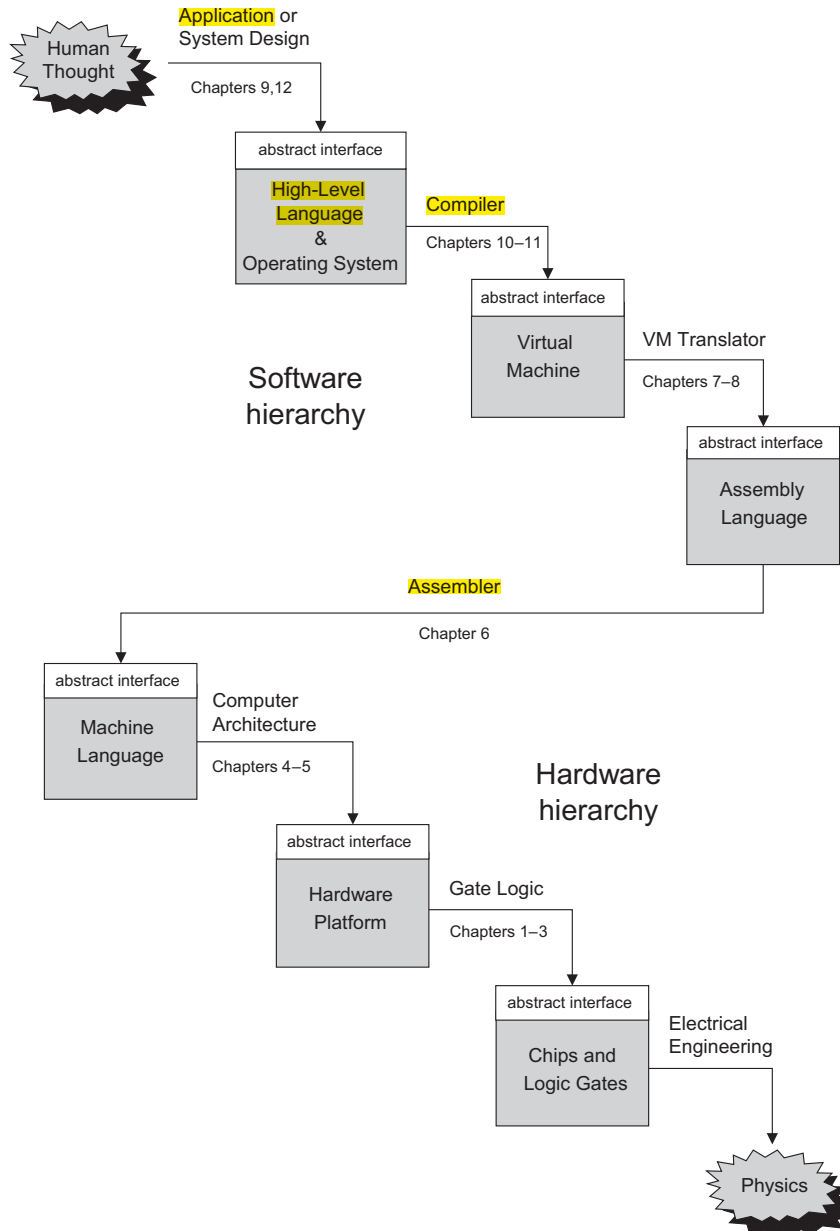 Application or
System Design
Human
Thought
Chapters 9,12
abstract interface
High-Level
Language
&
Operating System
Compiler
Chapters 10–11
abstract interface
Virtual
Machine
VM Translator
Chapters 7–8
Software
hierarchy
abstract interface
Assembly
Language
Assembler
Chapter 6
abstract interface
Machine
Language
Computer
Architecture
Chapters 4–5
Hardware
hierarchy
abstract interface
Hardware
Platform
Gate Logic
Chapters 1–3
abstract interface
Chips and
Logic Gates
Electrical
Engineering
Physics